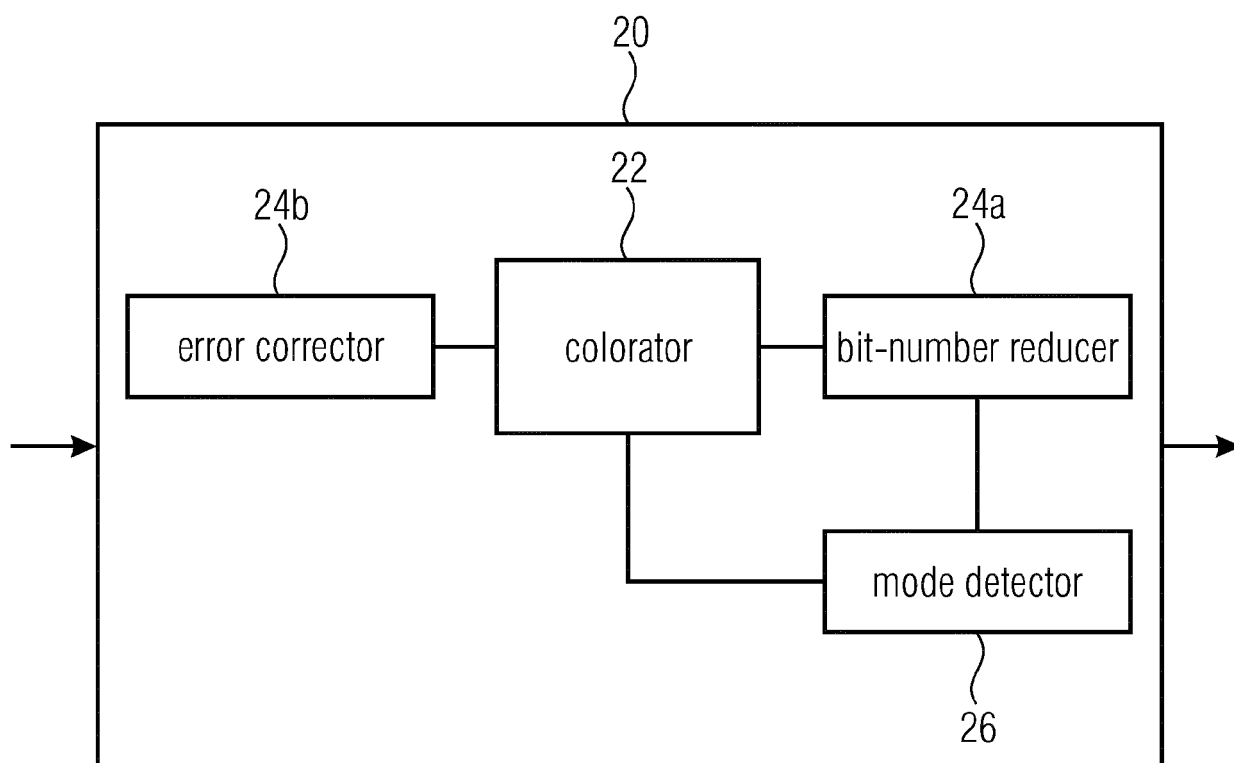 20
22
24b
24a
error corrector
colorator
bit-number reducer
mode detector
26